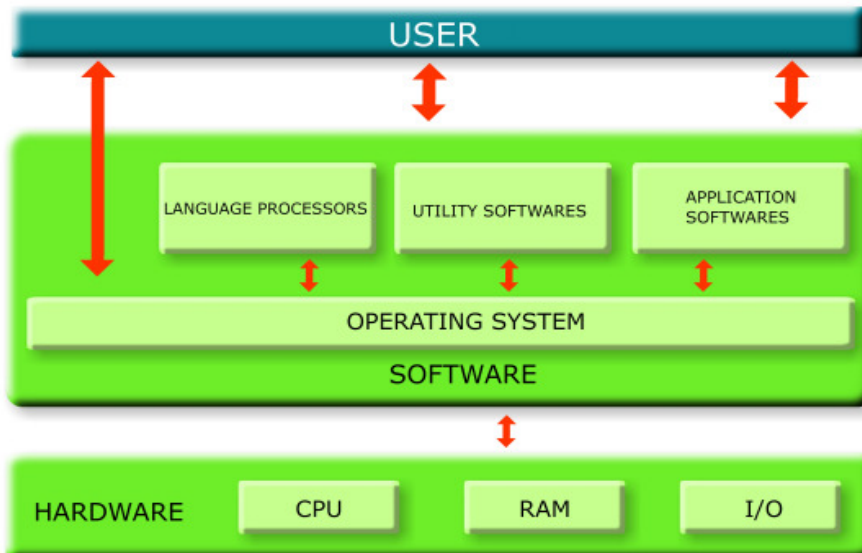 USER
LANGUAGE PROCESSORS
UTILITY SOFTWARES
APPLICATION
SOFTWARES
OPERATING SYSTEM
SOFTWARE
HARDWARE
CPU
RAM
I/O